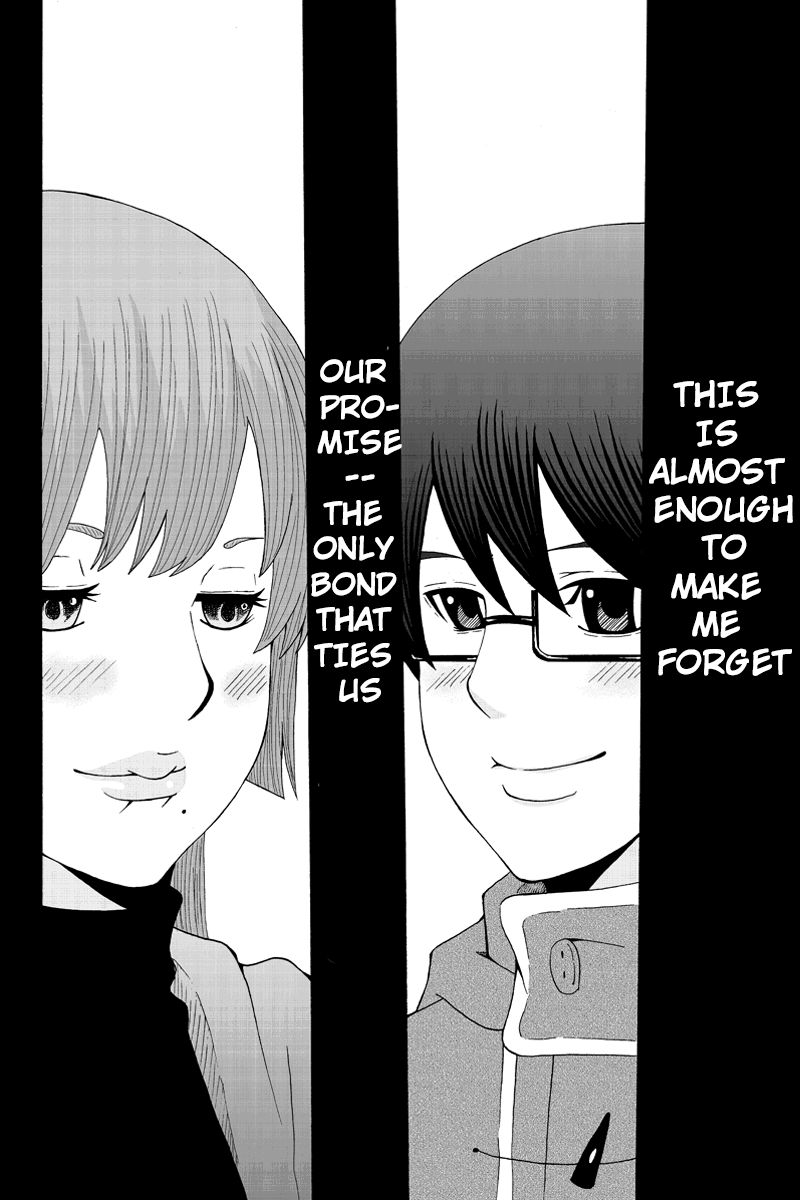 THIS
IS
ALMOST
ENOUGH
TO
MAKE
ME
FORGET
OUR
PRO-
MISE
--
THE
ONLY
BOND
THAT
TIES
US